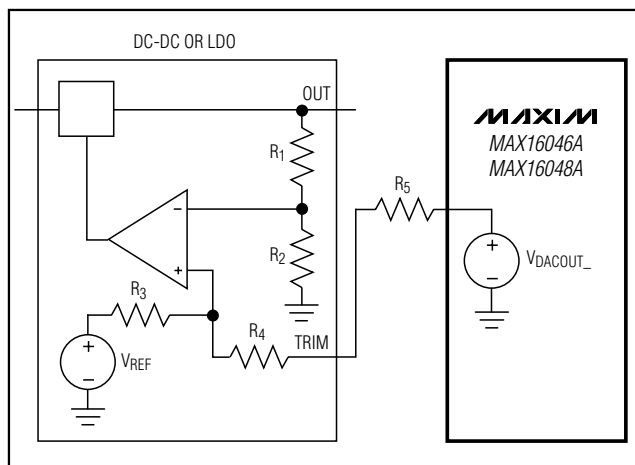 DC-DC OR LDO
OUT
MAXIM
MAX16046A
MAX16048A
R1
R5
−
R2
+
VDACOUT_
+
−
R3
R4
TRIM
+
VREF
−